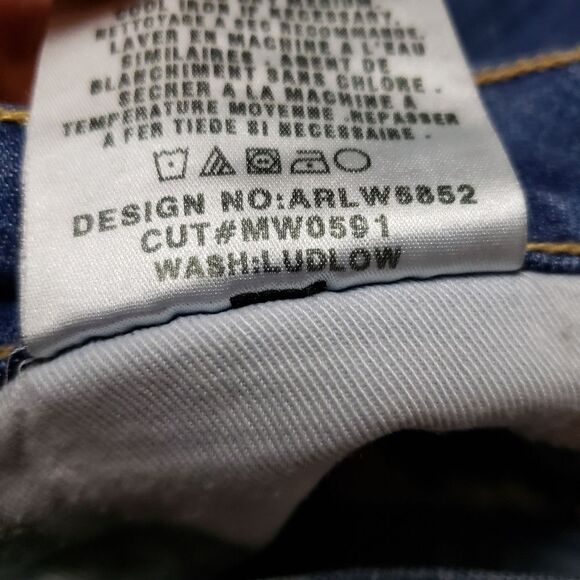 COOL IRON IF NECESSARY.
NETTOYAGE A SEC RECOMMANDE.
LAVER EN MACHINE A L'EAU
SIMILAIRES. AGENT DE
BLANCHIMENT SANS CHLORE.
SECHER A LA MACHINE A
TEMPERATURE MOYENNE .REPASSER
A FER TIEDE SI NECESSAIRE.
DESIGN NO:ARLW5852
CUT#MW0591
WASH:LUDLOW